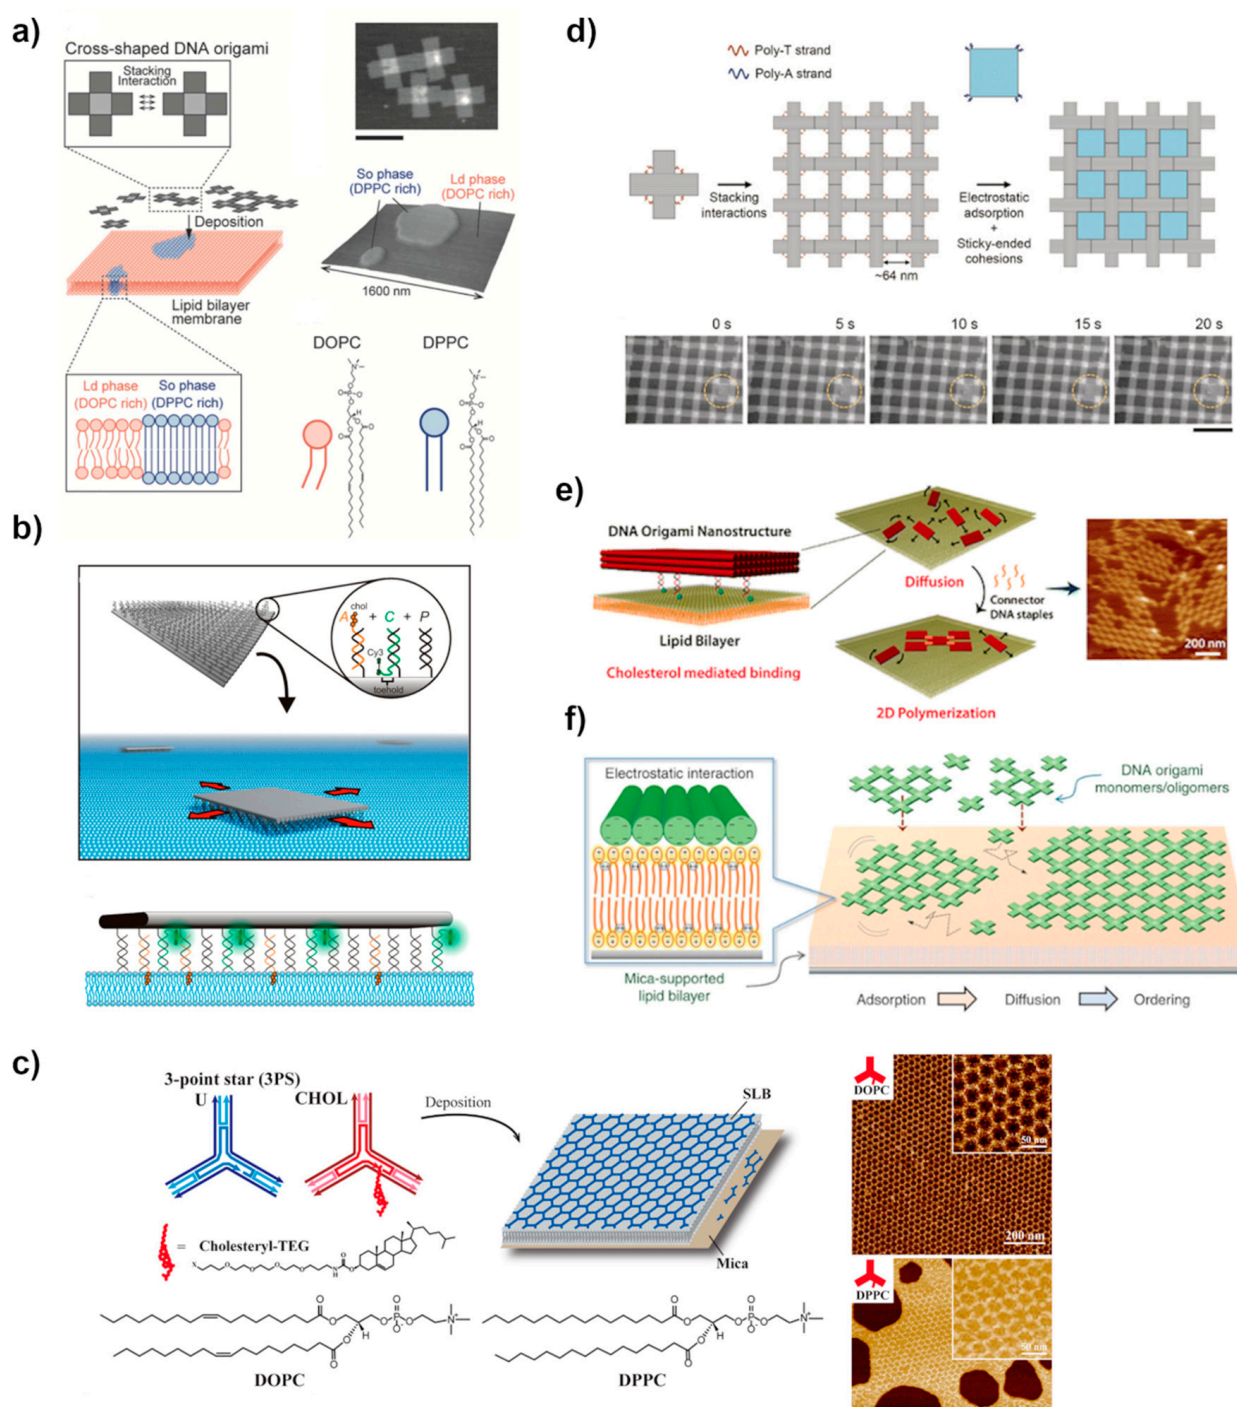 a)
Cross-shaped DNA origami
Stacking
Interaction
So phase
(DPPC rich)
Ld phase
(DOPC rich)
Deposition
1600 nm
Lipid bilayer
membrane
DOPC
DPPC
Ld phase
(DOPC rich)
So phase
(DPPC rich)
b)
chol
A + C + P
Cy3
toehold
c)
3-point star (3PS)
U
CHOL
Deposition
SLB
Mica
= Cholesteryl-TEG
DOPC
DPPC
DOPC
50 nm
200 nm
DPPC
50 nm
d)
Poly-T strand
Poly-A strand
Stacking
interactions
~64 nm
Electrostatic
adsorption
+
Sticky-ended
cohesions
0 s
5 s
10 s
15 s
20 s
e)
DNA Origami Nanostructure
Lipid Bilayer
Cholesterol mediated binding
Diffusion
Connector
DNA staples
2D Polymerization
200 nm
f)
Electrostatic interaction
Mica-supported
lipid bilayer
DNA origami
monomers/oligomers
Adsorption
Diffusion
Ordering